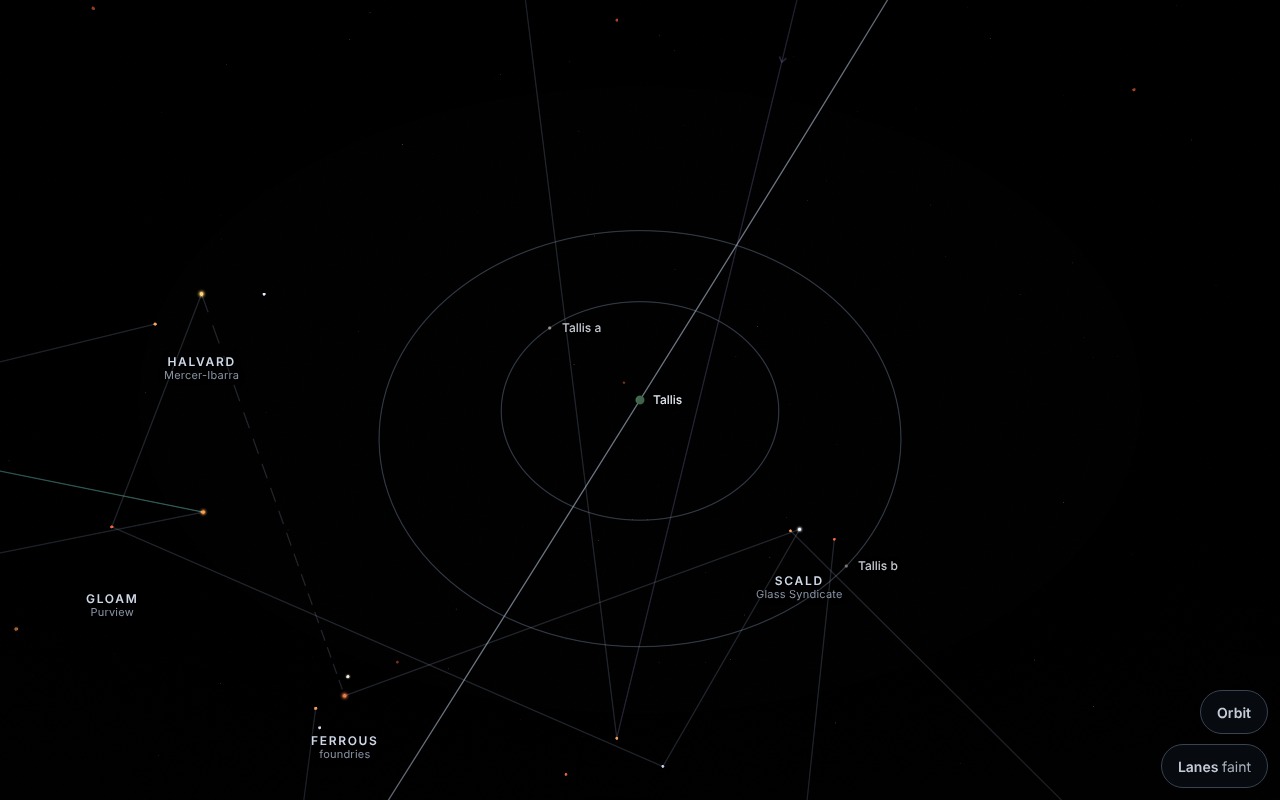 Tallis a
HALVARD
Mercer-Ibarra
Tallis
Tallis b
SCALD
Glass Syndicate
GLOAM
Purview
FERROUS
foundries
Orbit
Lanes faint